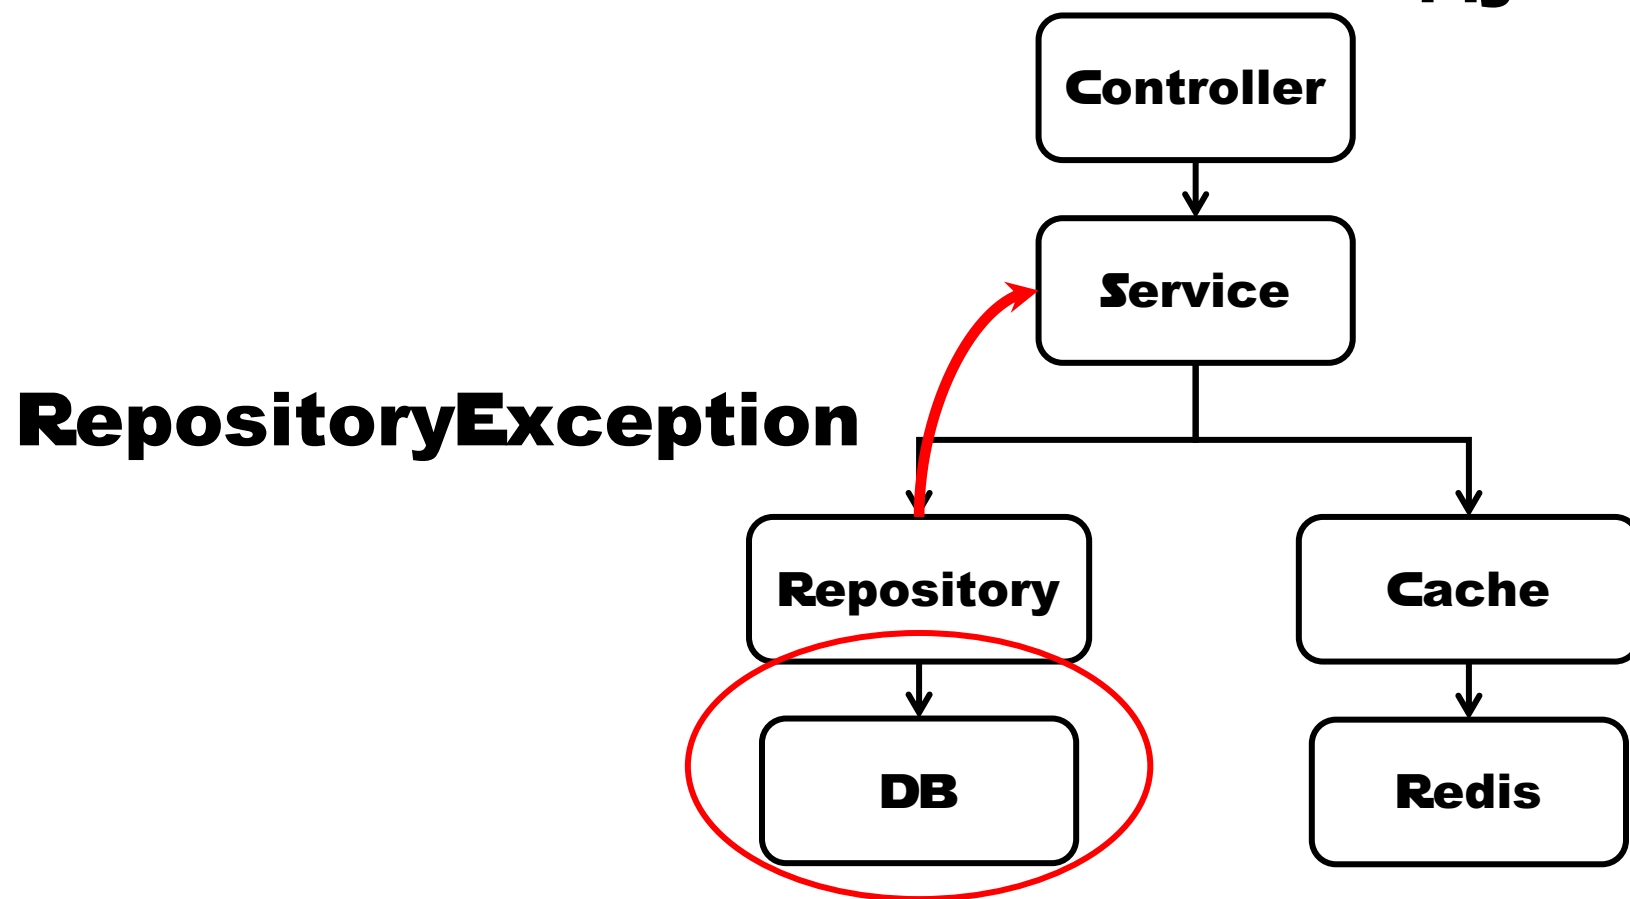 Controller
Service
RepositoryException
Repository
Cache
DB
Redis